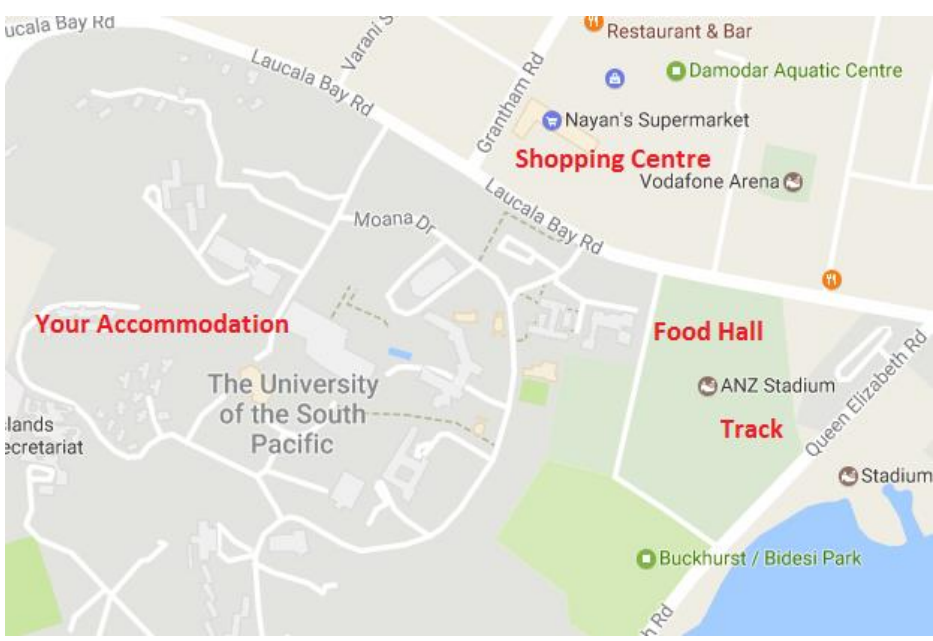 ucala Bay Rd
Varani S
Restaurant & Bar
Laucala Bay Rd
Grantham Rd
Damodar Aquatic Centre
Nayan's Supermarket
Shopping Centre
Vodafone Arena
Laucala Bay Rd
Moana Dr
Your Accommodation
Food Hall
The University
of the South
Pacific
ANZ Stadium
Queen Elizabeth Rd
Track
slands
ecretariat
Stadium
Buckhurst / Bidesi Park
h Rd